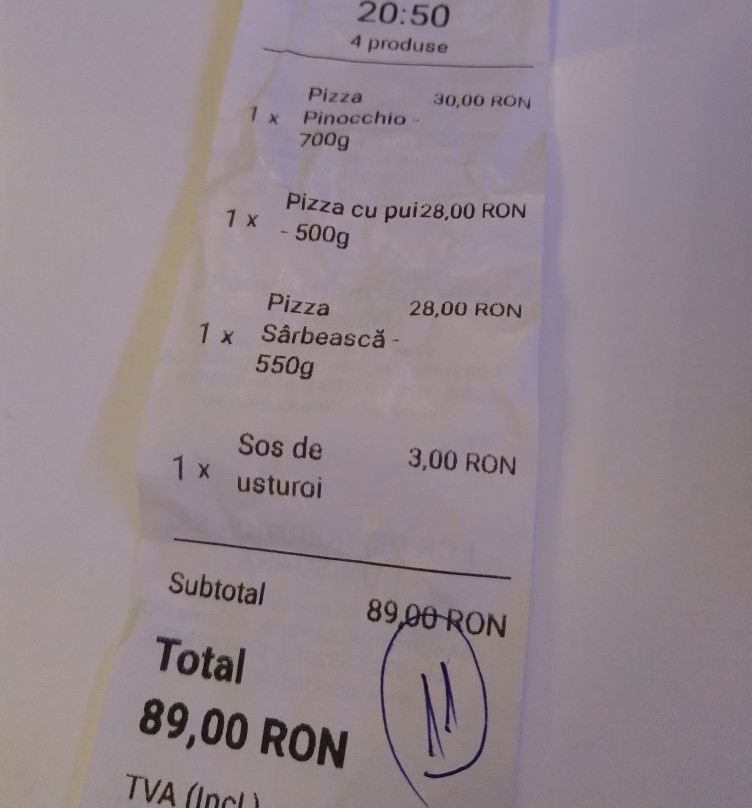 20:50
4 produse
Pizza 30,00 RON
1 x Pinocchio -
700g
Pizza cu pui28,00 RON
1 x - 500g
Pizza 28,00 RON
1 x Sârbească -
550g
Sos de 3,00 RON
1 x usturoi
Subtotal 89,00 RON
Total
89,00 RON
11
TVA (Incl.)